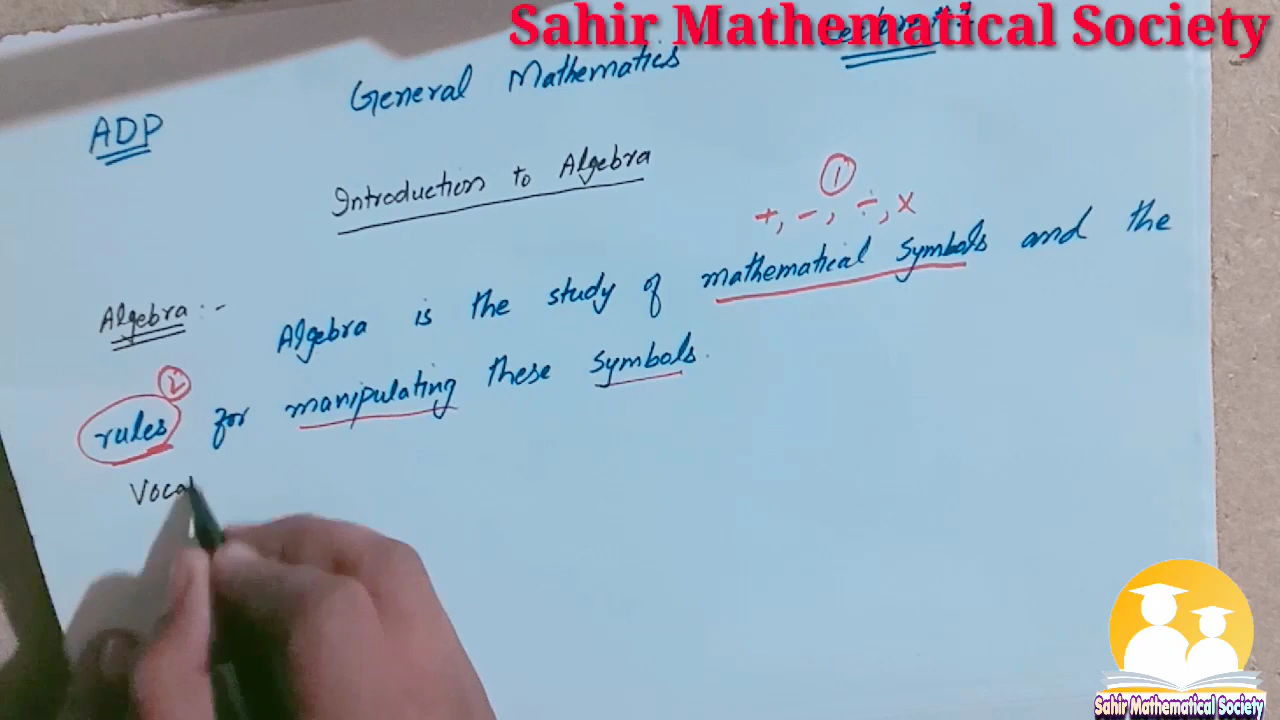 Sahir Mathematical Society
General Mathematics
ADP
Introduction to Algebra
①
+, -, ÷, ×
Algebra :- Algebra is the study of mathematical symbols and the
②
rules for manipulating these symbols.
Voca
Sahir Mathematical Society